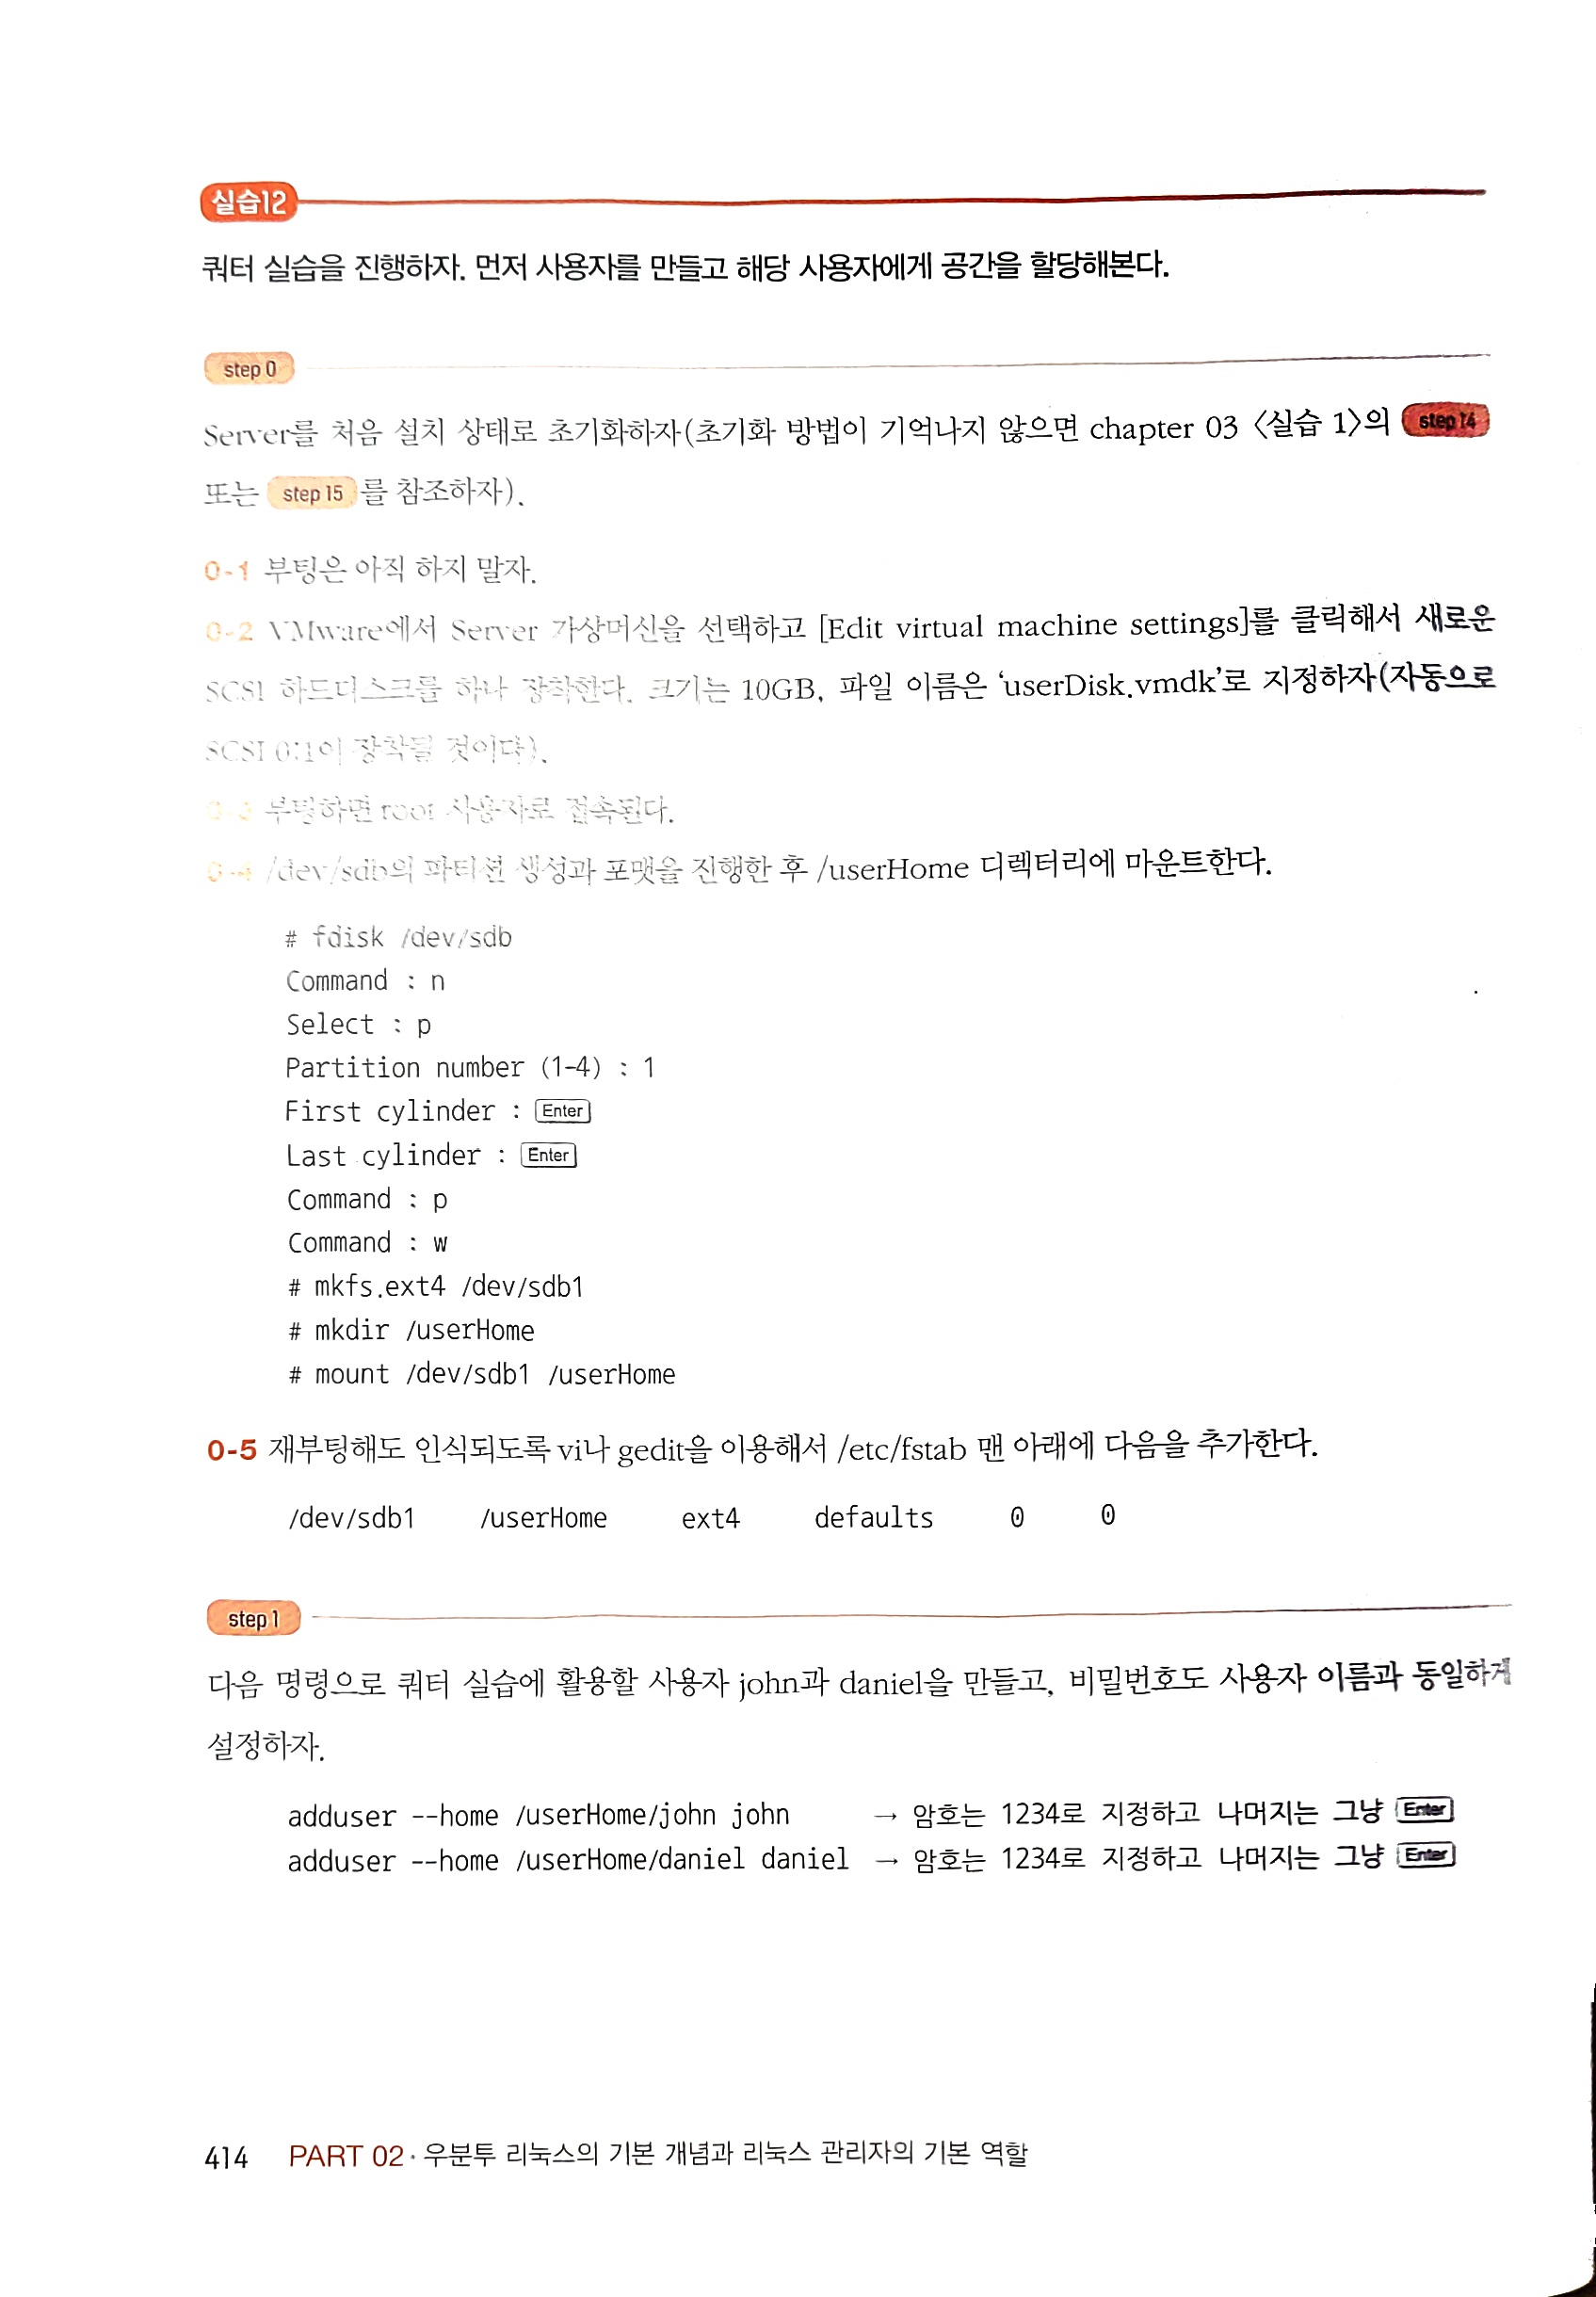 실습12
쿼터 실습을 진행하자. 먼저 사용자를 만들고 해당 사용자에게 공간을 할당해본다.
step 0
Server를 처음 설치 상태로 초기화하자(초기화 방법이 기억나지 않으면 chapter 03 〈실습 1〉의 step 14
또는 step 15 를 참조하자).
0-1 부팅은 아직 하지 말자.
0-2 VMware에서 Server 가상머신을 선택하고 [Edit virtual machine settings]를 클릭해서 새로운
SCSI 하드디스크를 하나 장착한다. 크기는 10GB, 파일 이름은 ‘userDisk.vmdk’로 지정하자(자동으로
SCSI 0:1이 장착될 것이다).
0-3 부팅하면 root 사용자로 접속된다.
0-4 /dev/sdb의 파티션 생성과 포맷을 진행한 후 /userHome 디렉터리에 마운트한다.
# fdisk /dev/sdb
Command : n
Select : p
Partition number (1-4) : 1
First cylinder : Enter
Last cylinder : Enter
Command : p
Command : w
# mkfs.ext4 /dev/sdb1
# mkdir /userHome
# mount /dev/sdb1 /userHome
0-5 재부팅해도 인식되도록 vi나 gedit을 이용해서 /etc/fstab 맨 아래에 다음을 추가한다.
/dev/sdb1 /userHome ext4 defaults 0 0
step 1
다음 명령으로 쿼터 실습에 활용할 사용자 john과 daniel을 만들고, 비밀번호도 사용자 이름과 동일하게
설정하자.
adduser --home /userHome/john john → 암호는 1234로 지정하고 나머지는 그냥 Enter
adduser --home /userHome/daniel daniel → 암호는 1234로 지정하고 나머지는 그냥 Enter
414 PART 02 · 우분투 리눅스의 기본 개념과 리눅스 관리자의 기본 역할